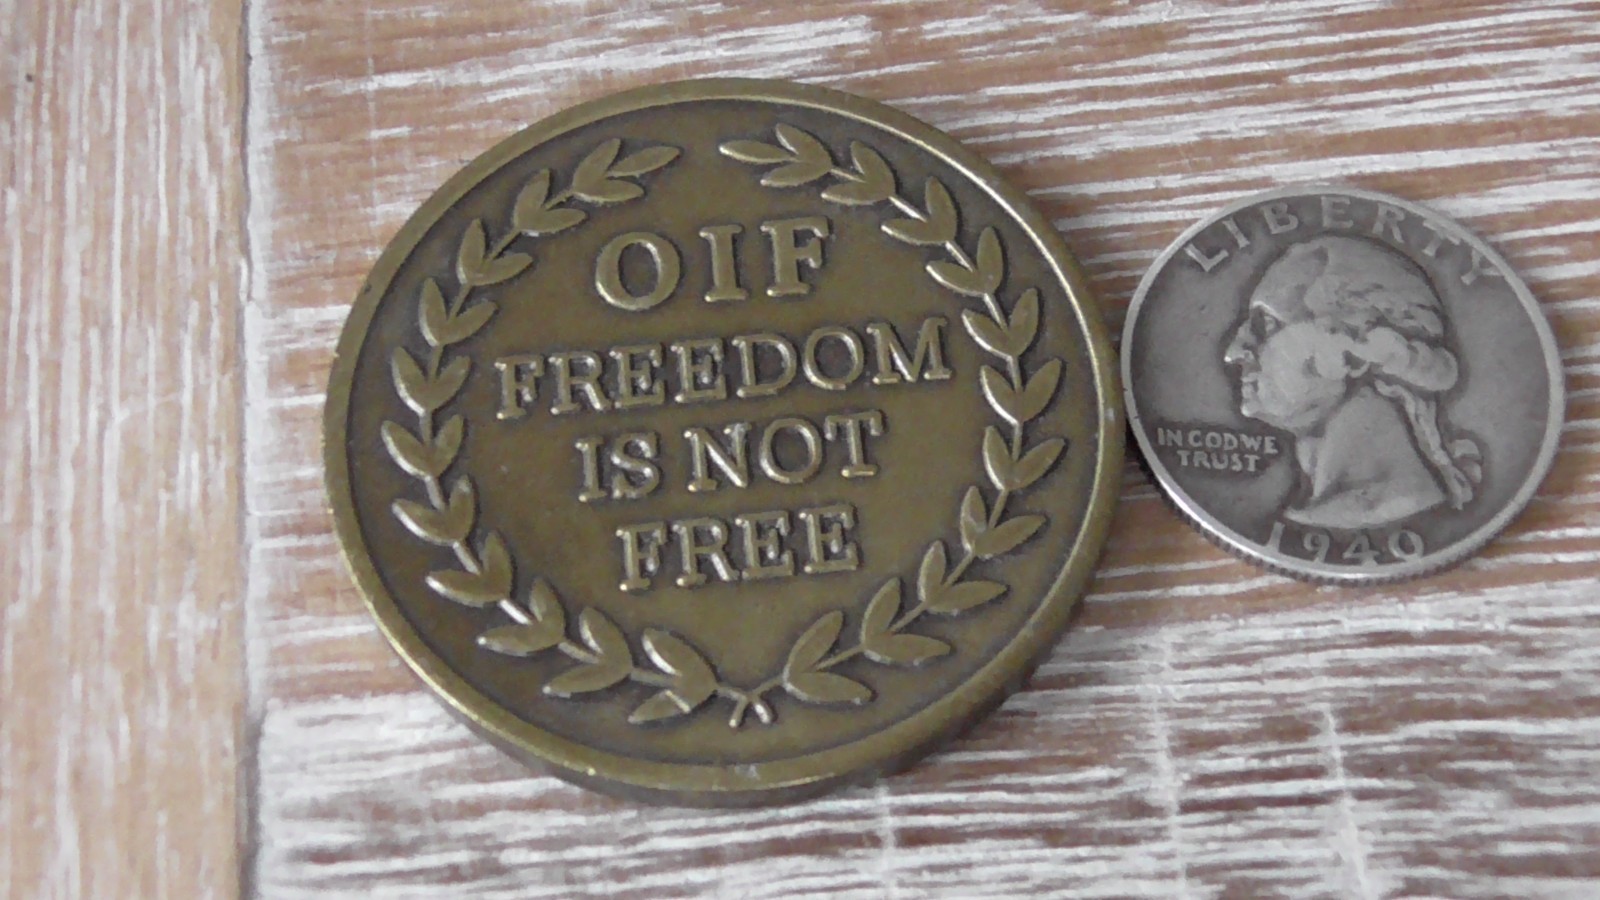 OIF
FREEDOM
IS NOT
FREE
LIBERTY
IN GOD WE
TRUST
1940